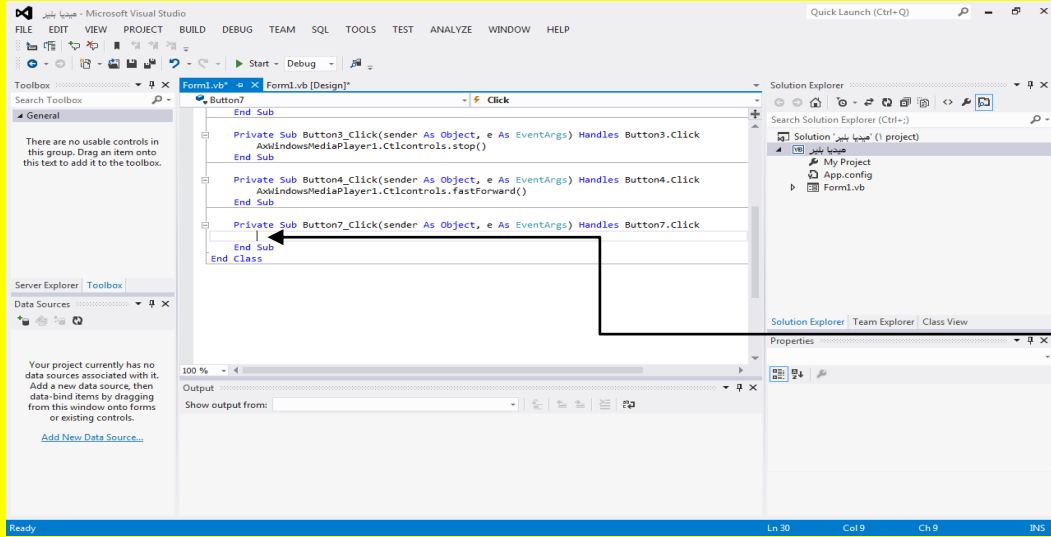 ميديا بلير - Microsoft Visual Studio
Quick Launch (Ctrl+Q)
FILE EDIT VIEW PROJECT BUILD DEBUG TEAM SQL TOOLS TEST ANALYZE WINDOW HELP
Start Debug
Toolbox
Search Toolbox
General
There are no usable controls in
this group. Drag an item onto
this text to add it to the toolbox.
Server Explorer Toolbox
Data Sources
Your project currently has no
data sources associated with it.
Add a new data source, then
data-bind items by dragging
from this window onto forms
or existing controls.
Add New Data Source...
Form1.vb* Form1.vb [Design]*
Button7 Click
End Sub
Private Sub Button3_Click(sender As Object, e As EventArgs) Handles Button3.Click
AxWindowsMediaPlayer1.Ctlcontrols.stop()
End Sub
Private Sub Button4_Click(sender As Object, e As EventArgs) Handles Button4.Click
AxWindowsMediaPlayer1.Ctlcontrols.fastForward()
End Sub
Private Sub Button7_Click(sender As Object, e As EventArgs) Handles Button7.Click
End Sub
End Class
100 %
Output
Show output from:
Solution Explorer
Search Solution Explorer (Ctrl+;)
Solution 'ميديا بلير' (١ project)
ميديا بلير
My Project
App.config
Form1.vb
Solution Explorer Team Explorer Class View
Properties
Ready Ln 30 Col 9 Ch 9 INS